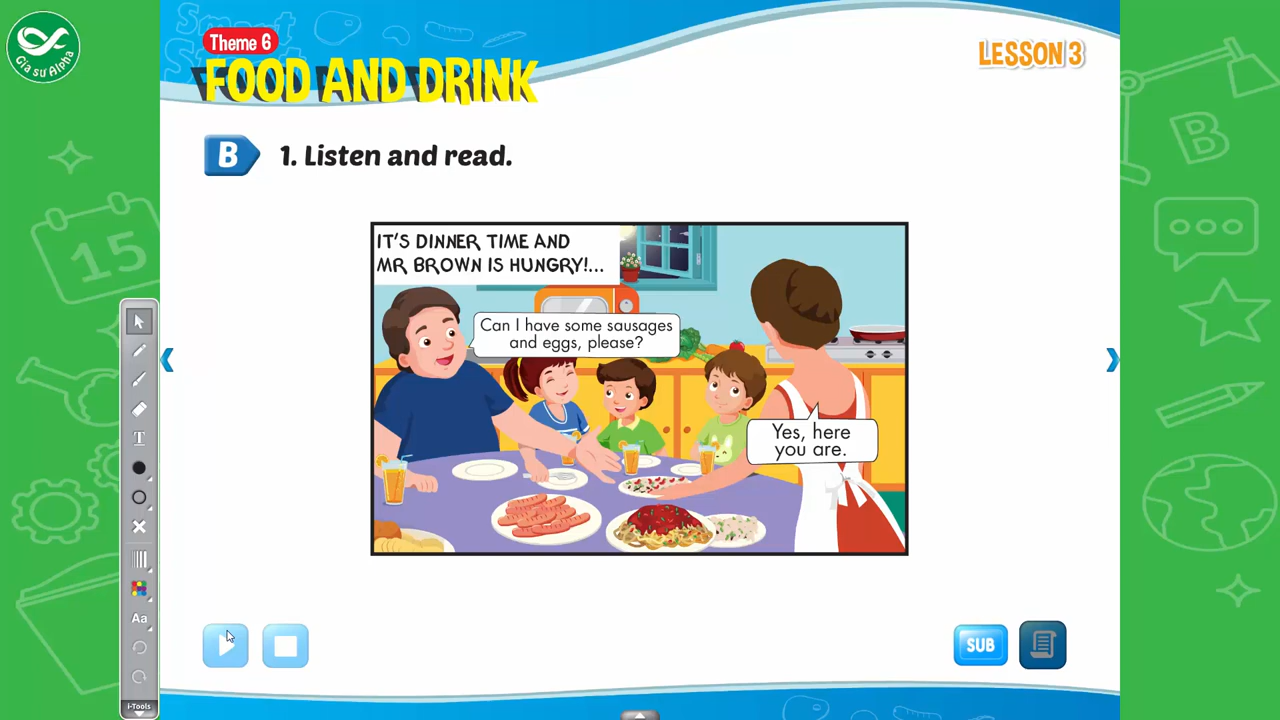 Gia sư Alpha
Theme 6
FOOD AND DRINK
LESSON 3
B
1. Listen and read.
IT'S DINNER TIME AND
MR BROWN IS HUNGRY!...
Can I have some sausages
and eggs, please?
Yes, here
you are.
15
B
T
Aa
i-Tools
SUB